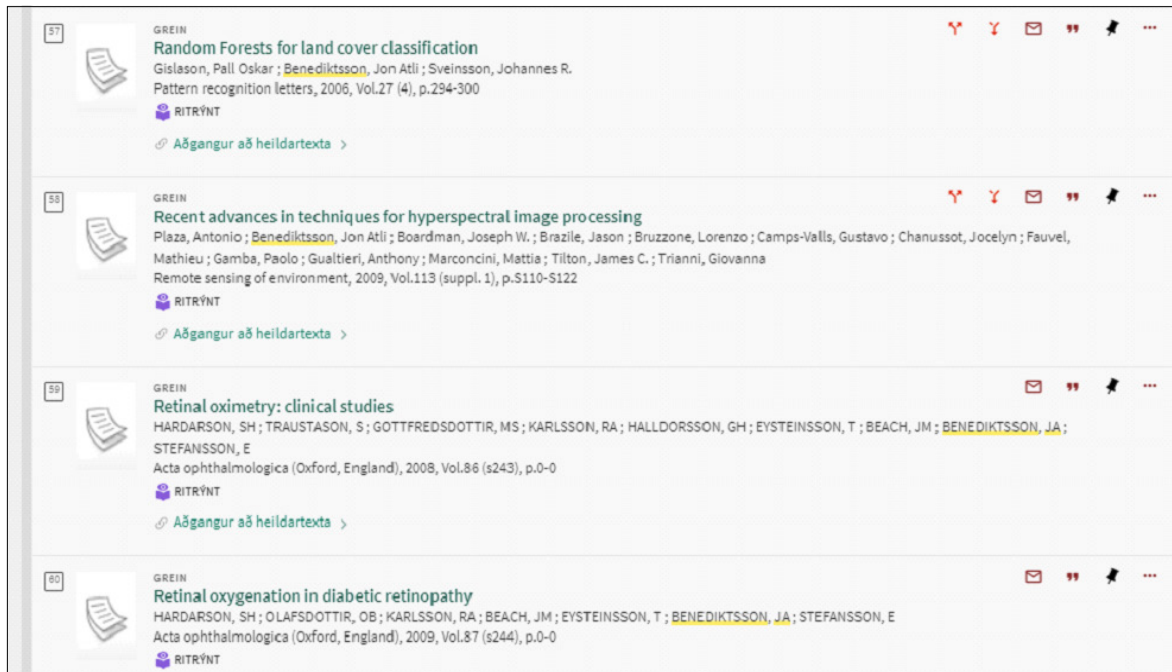 57
GREIN
Random Forests for land cover classification
Gislason, Pall Oskar ; Benediktsson, Jon Atli ; Sveinsson, Johannes R.
Pattern recognition letters, 2006, Vol.27 (4), p.294-300
RITRÝNT
Aðgangur að heildartexta >
58
GREIN
Recent advances in techniques for hyperspectral image processing
Plaza, Antonio ; Benediktsson, Jon Atli ; Boardman, Joseph W. ; Brazile, Jason ; Bruzzone, Lorenzo ; Camps-Valls, Gustavo ; Chanussot, Jocelyn ; Fauvel,
Mathieu ; Gamba, Paolo ; Gualtieri, Anthony ; Marconcini, Mattia ; Tilton, James C. ; Trianni, Giovanna
Remote sensing of environment, 2009, Vol.113 (suppl. 1), p.S110-S122
RITRÝNT
Aðgangur að heildartexta >
59
GREIN
Retinal oximetry: clinical studies
HARDARSON, SH ; TRAUSTASON, S ; GOTTFREDSDOTTIR, MS ; KARLSSON, RA ; HALLDORSSON, GH ; EYSTEINSSON, T ; BEACH, JM ; BENEDIKTSSON, JA ;
STEFANSSON, E
Acta ophthalmologica (Oxford, England), 2008, Vol.86 (s243), p.0-0
RITRÝNT
Aðgangur að heildartexta >
60
GREIN
Retinal oxygenation in diabetic retinopathy
HARDARSON, SH ; OLAFSDOTTIR, OB ; KARLSSON, RA ; BEACH, JM ; EYSTEINSSON, T ; BENEDIKTSSON, JA ; STEFANSSON, E
Acta ophthalmologica (Oxford, England), 2009, Vol.87 (s244), p.0-0
RITRÝNT